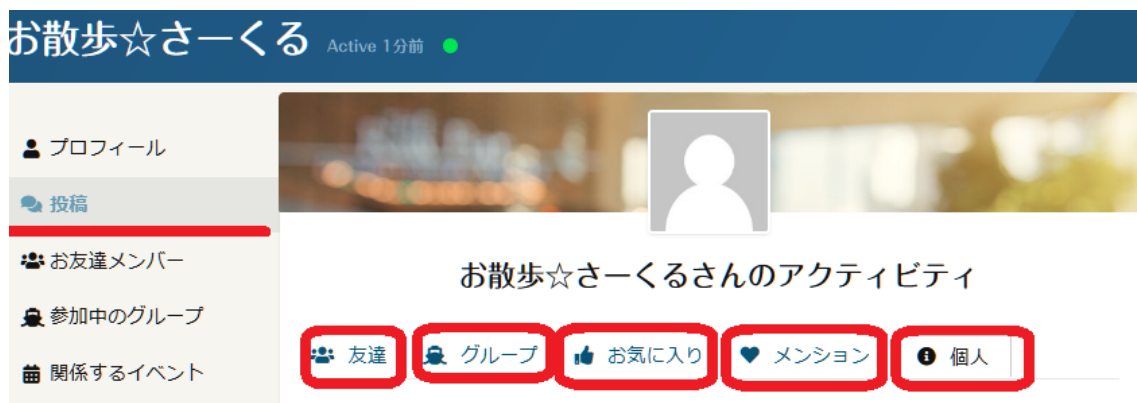 お散歩☆さーくる Active 1分前
プロフィール
投稿
お友達メンバー
参加中のグループ
関係するイベント
お散歩☆さーくるさんのアクティビティ
友達 グループ お気に入り メンション 個人